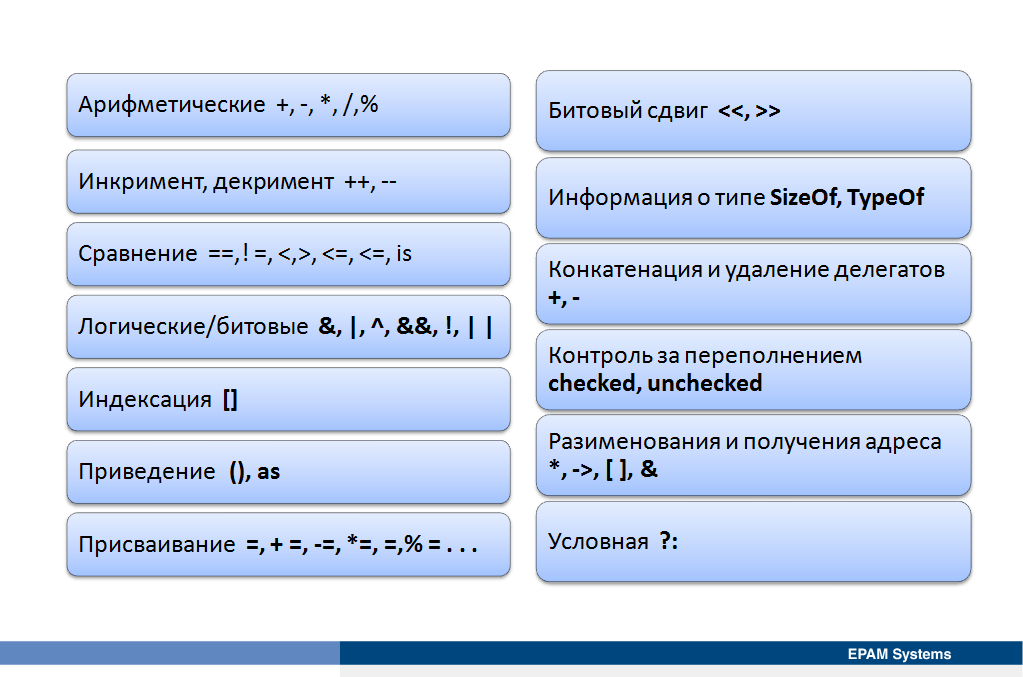 Арифметические +, -, *, /,%
Инкримент, декримент ++, --
Сравнение ==,! =, <,>, <=, <=, is
Логические/битовые &, |, ^, &&, !, | |
Индексация []
Приведение (), as
Присваивание =, + =, -=, *=, =,% = . . .
Битовый сдвиг <<, >>
Информация о типе SizeOf, TypeOf
Конкатенация и удаление делегатов
+, -
Контроль за переполнением
checked, unchecked
Разименования и получения адреса
*, ->, [ ], &
Условная ?:
EPAM Systems